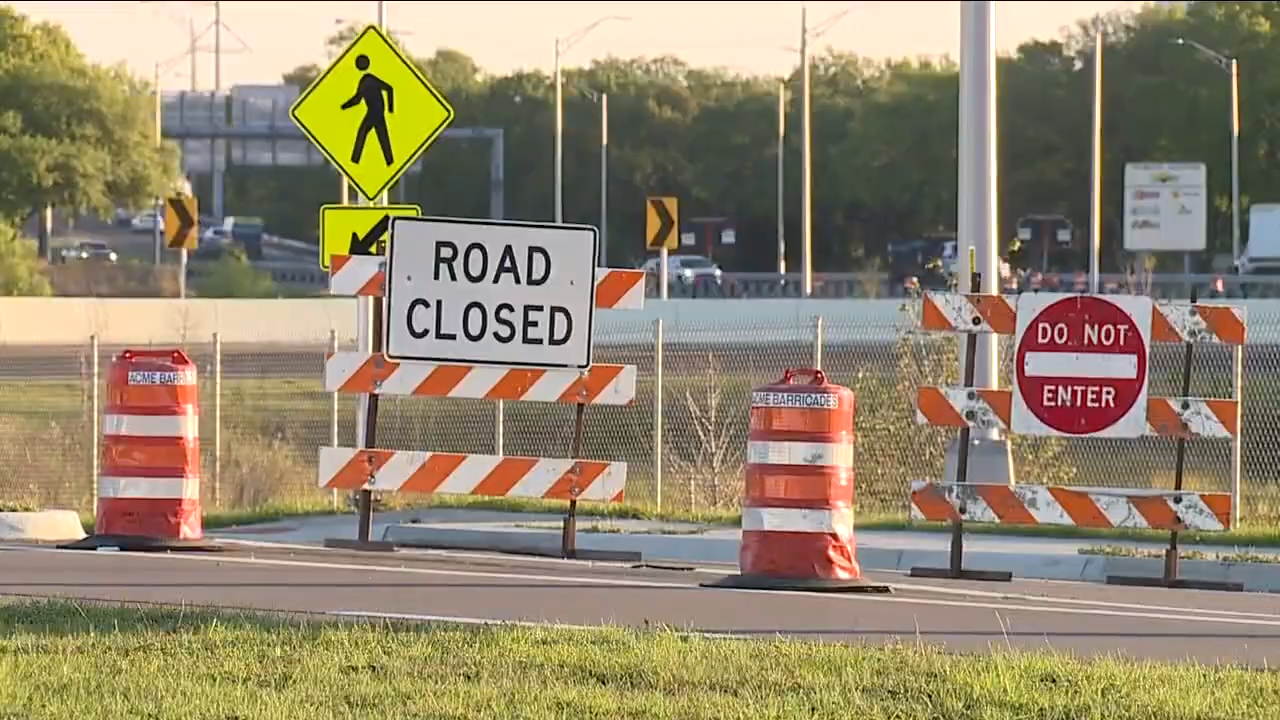 ROAD
CLOSED
ACME BARR
ACME BARRICADES
DO NOT
ENTER